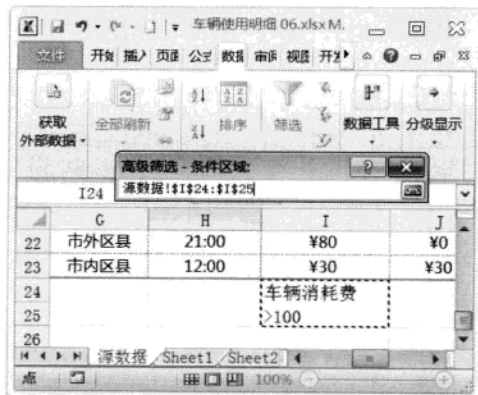 车辆使用明细 06.xlsx M.
文件 开始 插入 页面 公式 数据 审阅 视图 开发
获取
外部数据
全部刷新
排序
筛选
数据工具
分级显示
高级筛选 - 条件区域:
源数据!$I$24:$I$25
I24
G H I J
22 市外区县 21:00 ¥80 ¥0
23 市内区县 12:00 ¥30 ¥30
24 车辆消耗费
25 >100
26
源数据 Sheet1 Sheet2
点 100%